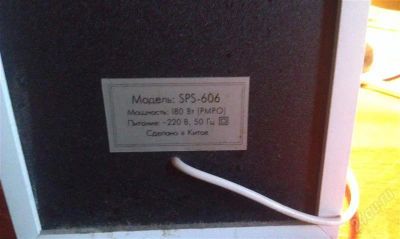 Модель: SPS-606
Мощность: 180 Вт (PMPO)
Питание: ~220 В, 50 Гц
Сделано в Китае